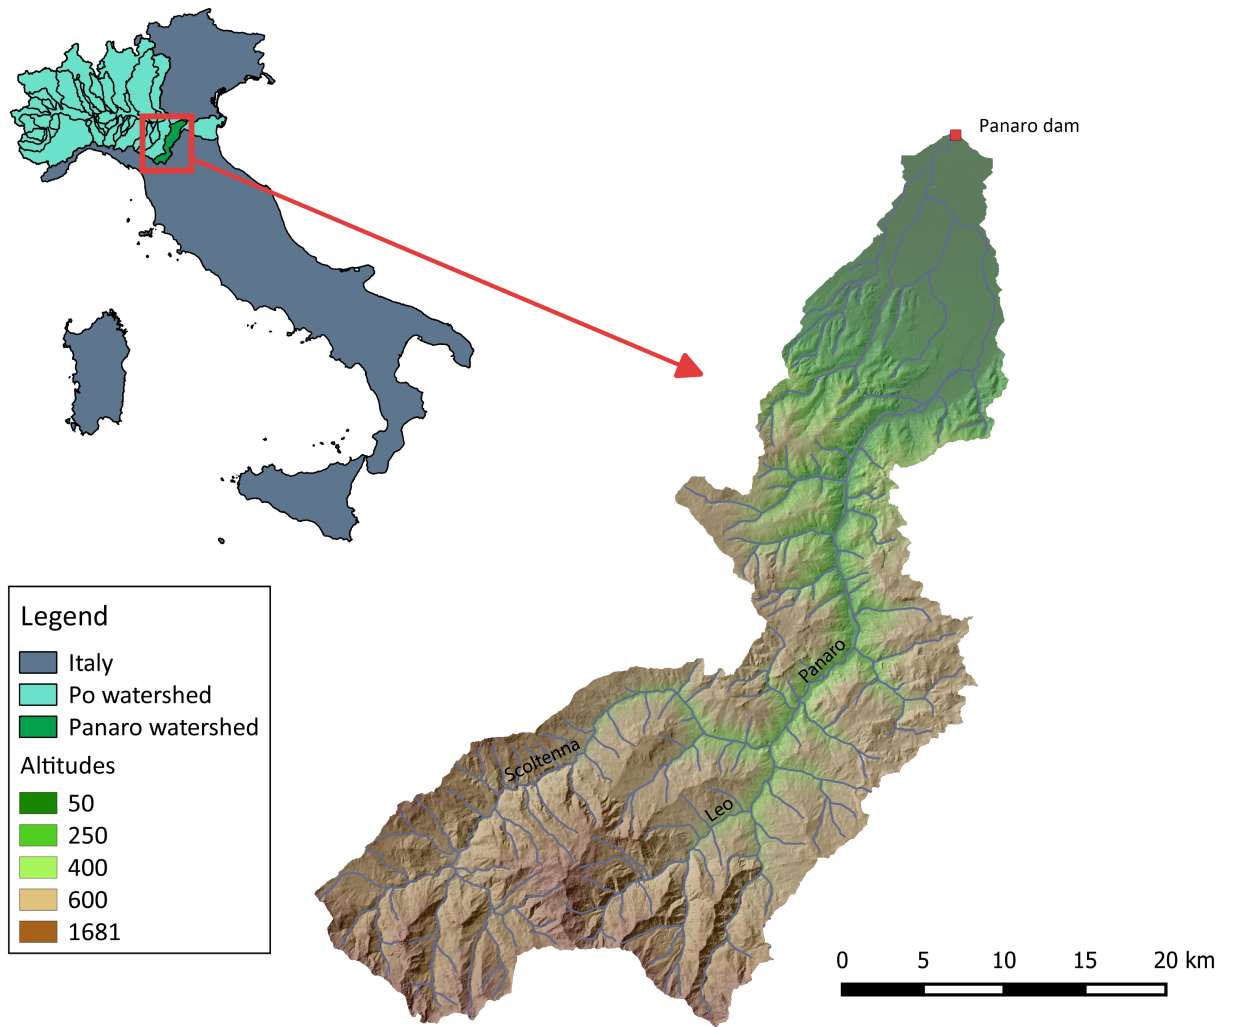 Panaro dam
Panaro
Scoltenna
Leo
Legend
Italy
Po watershed
Panaro watershed
Altitudes
50
250
400
600
1681
0 5 10 15 20 km